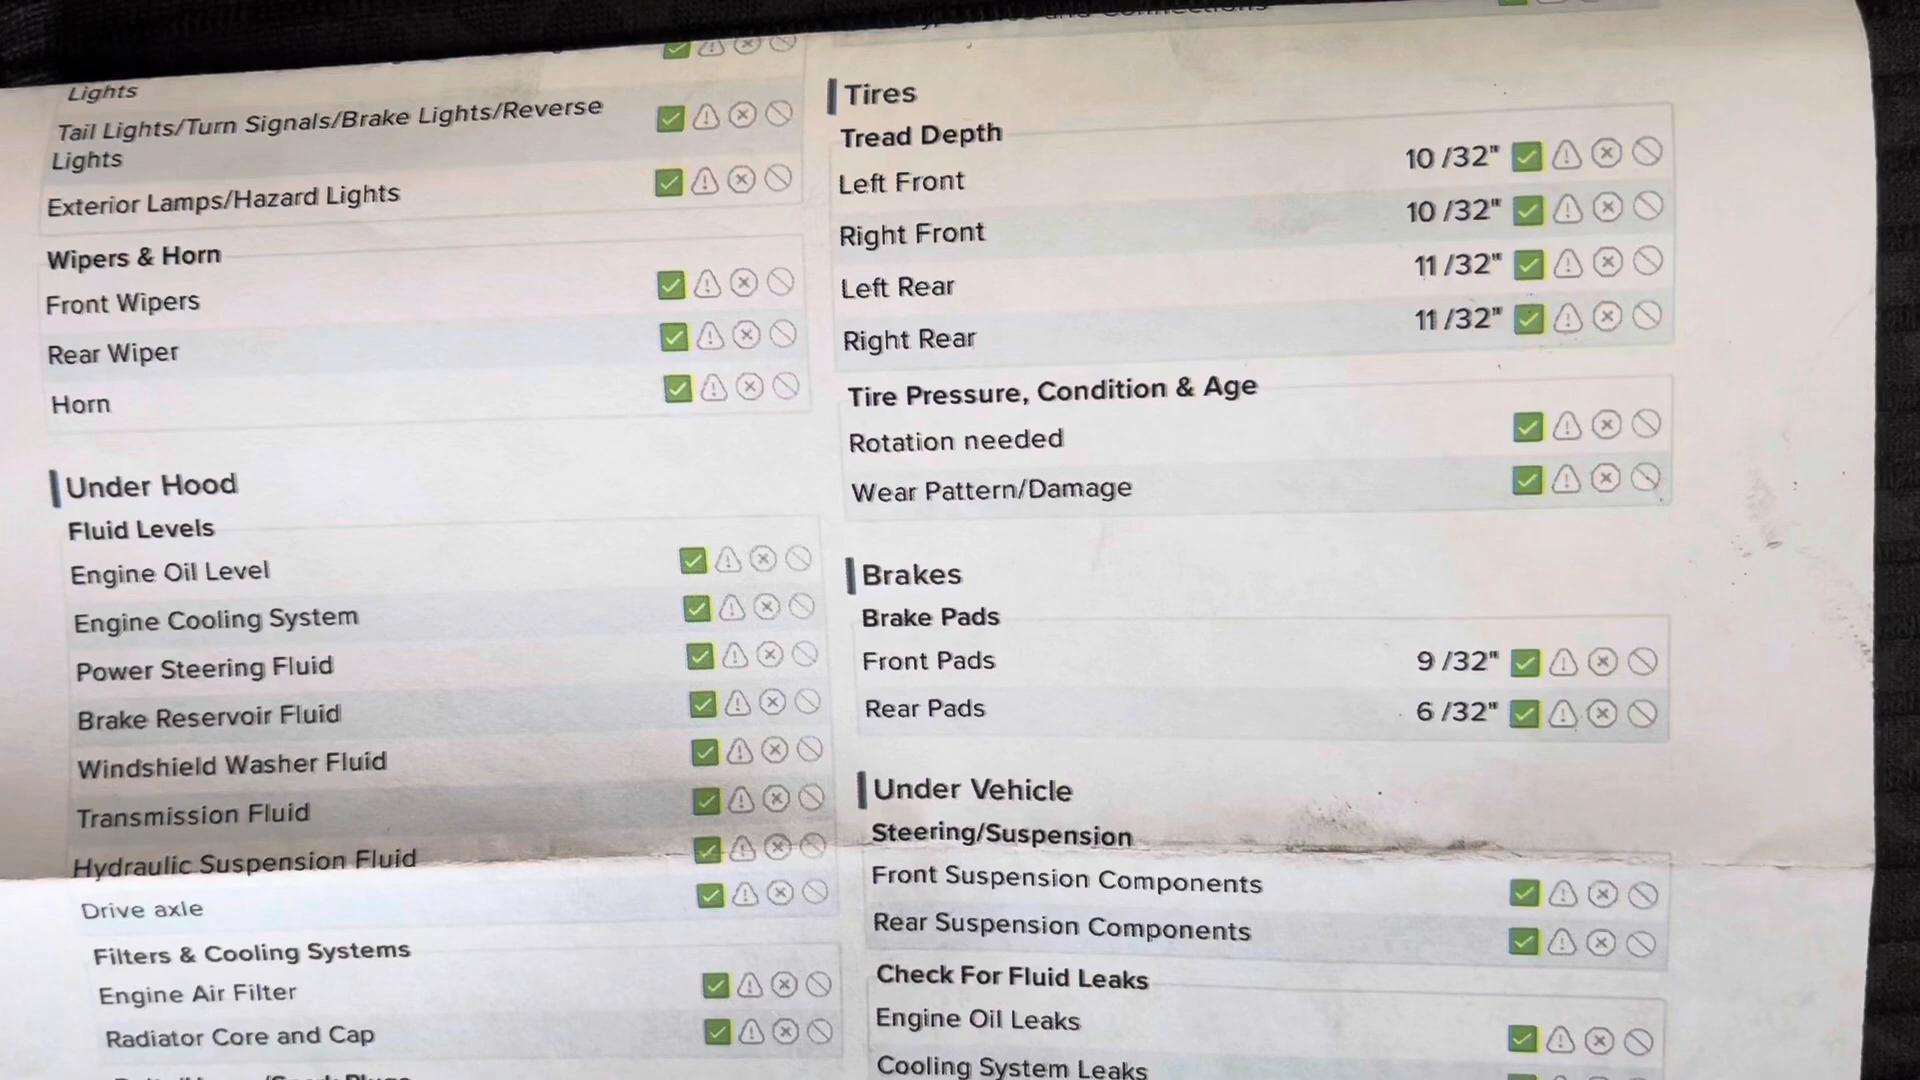 Lights
Tail Lights/Turn Signals/Brake Lights/Reverse
Lights
Exterior Lamps/Hazard Lights
Wipers & Horn
Front Wipers
Rear Wiper
Horn
Under Hood
Fluid Levels
Engine Oil Level
Engine Cooling System
Power Steering Fluid
Brake Reservoir Fluid
Windshield Washer Fluid
Transmission Fluid
Hydraulic Suspension Fluid
Drive axle
Filters & Cooling Systems
Engine Air Filter
Radiator Core and Cap
and Connections
Tires
Tread Depth
Left Front 10 /32"
Right Front 10 /32"
Left Rear 11 /32"
Right Rear 11 /32"
Tire Pressure, Condition & Age
Rotation needed
Wear Pattern/Damage
Brakes
Brake Pads
Front Pads 9 /32"
Rear Pads 6 /32"
Under Vehicle
Steering/Suspension
Front Suspension Components
Rear Suspension Components
Check For Fluid Leaks
Engine Oil Leaks
Cooling System Leaks